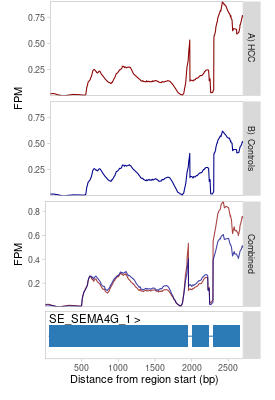 0.75
0.50
0.25
FPM
A) HCC
0.75
0.50
0.25
B) Controls
0.8
0.6
0.4
0.2
FPM
Combined
SE_SEMA4G_1 >
500 1000 1500 2000 2500
Distance from region start (bp)